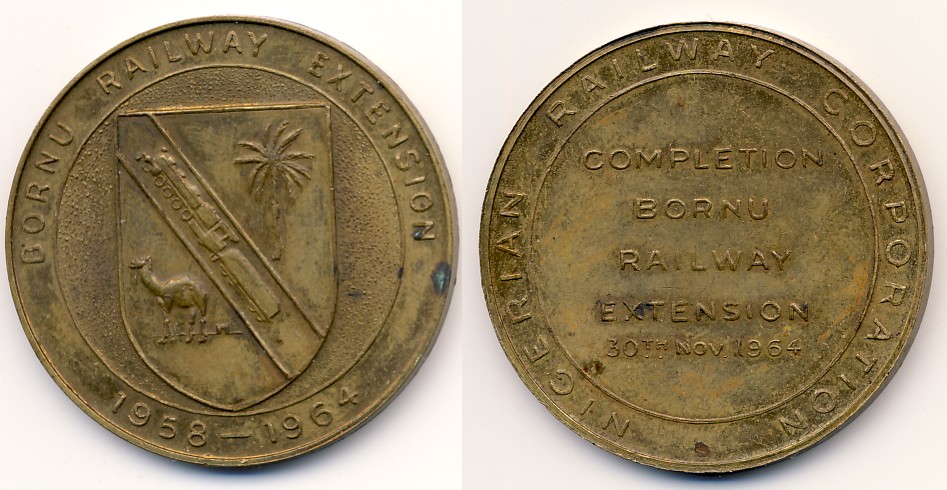 BORNU RAILWAY EXTENSION
1958 — 1964
NIGERIAN RAILWAY CORPORATION
COMPLETION
BORNU
RAILWAY
EXTENSION
30TH NOV. 1964